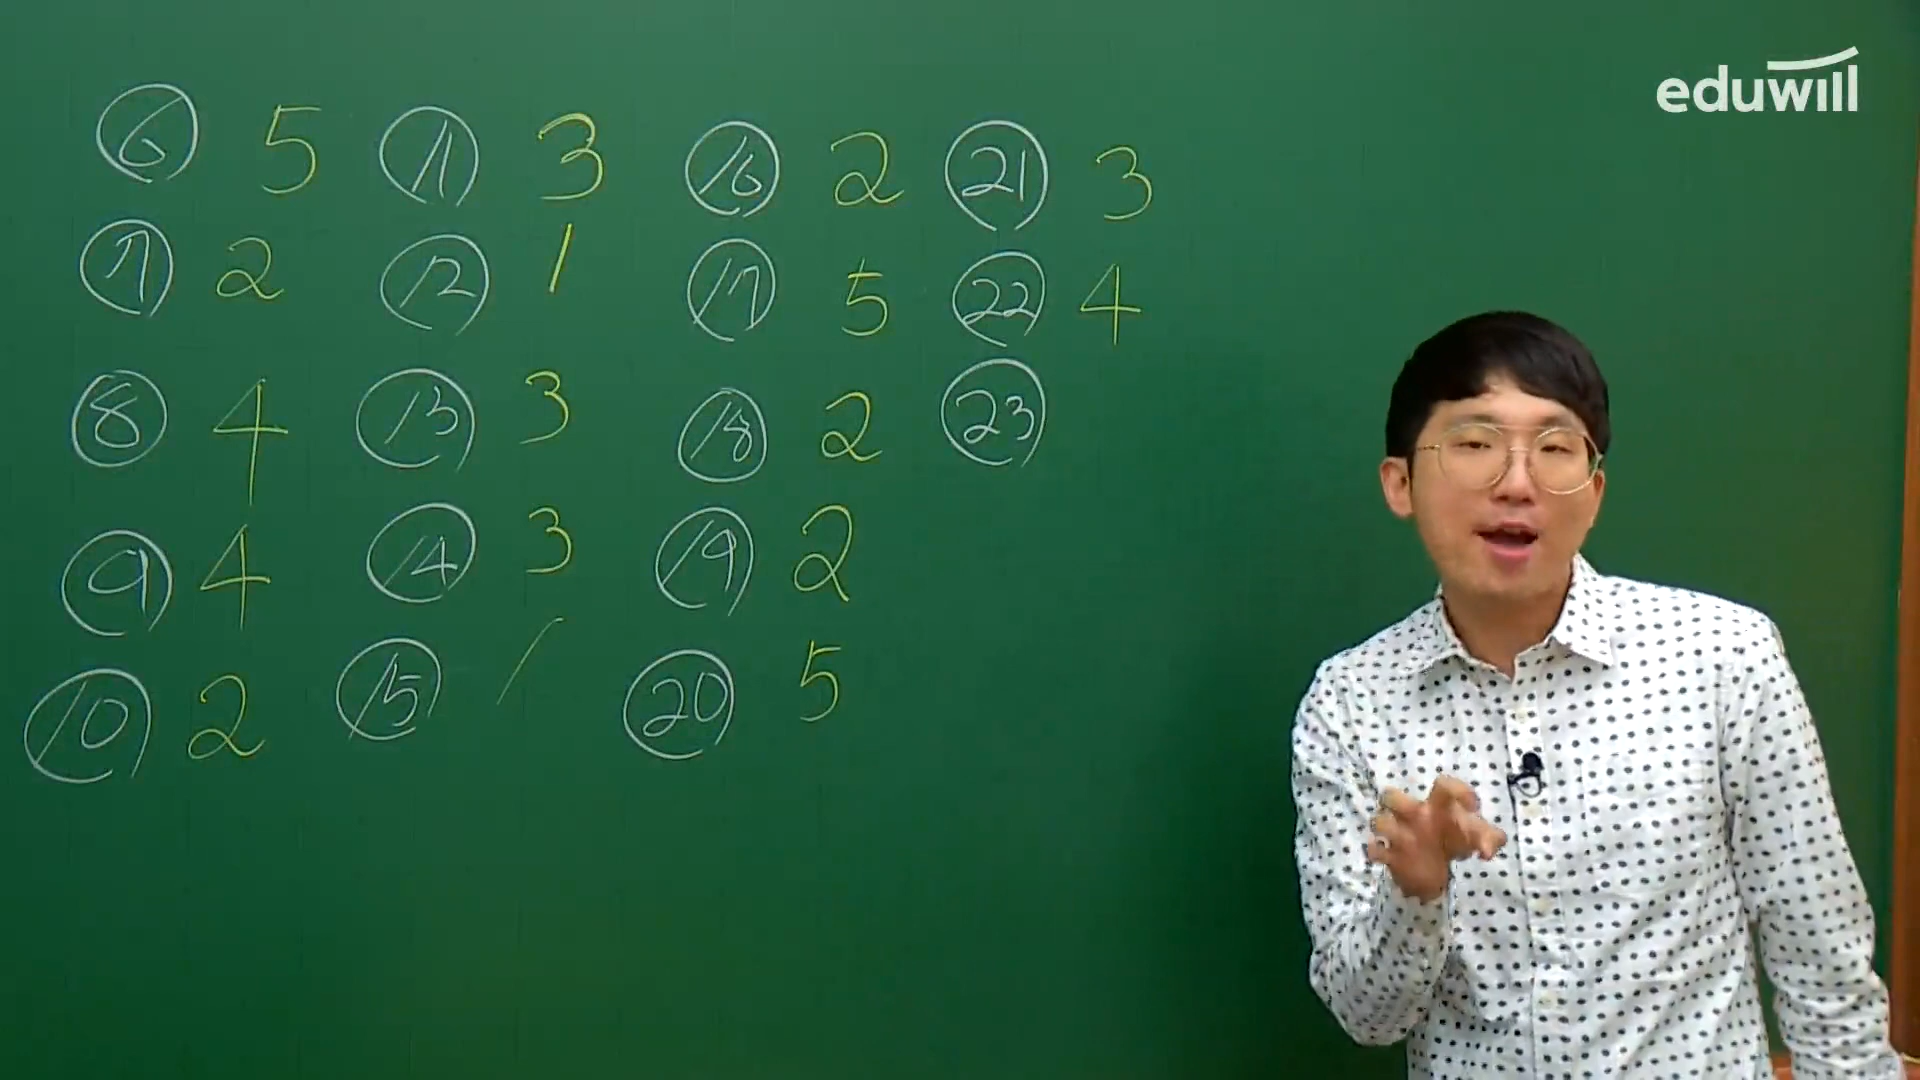 eduwill
⑥ 5 ⑪ 3 ⑯ 2 ㉑ 3
⑦ 2 ⑫ 1 ⑰ 5 ㉒ 4
⑧ 4 ⑬ 3 ⑱ 2 ㉓
⑨ 4 ⑭ 3 ⑲ 2
⑩ 2 ⑮ 1 ⑳ 5